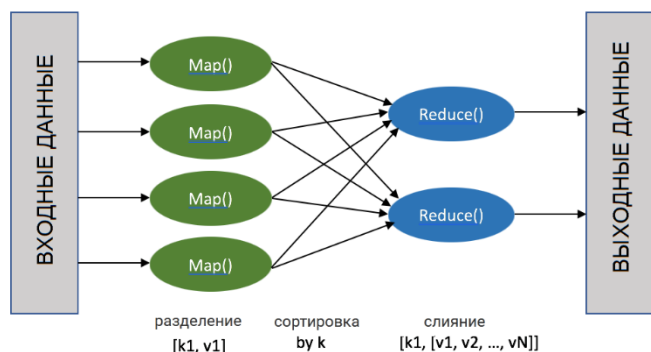 ВХОДНЫЕ ДАННЫЕ
Map()
Map()
Map()
Map()
Reduce()
Reduce()
ВЫХОДНЫЕ ДАННЫЕ
разделение
[k1, v1]
сортировка
by k
слияние
[k1, [v1, v2, ..., vN]]